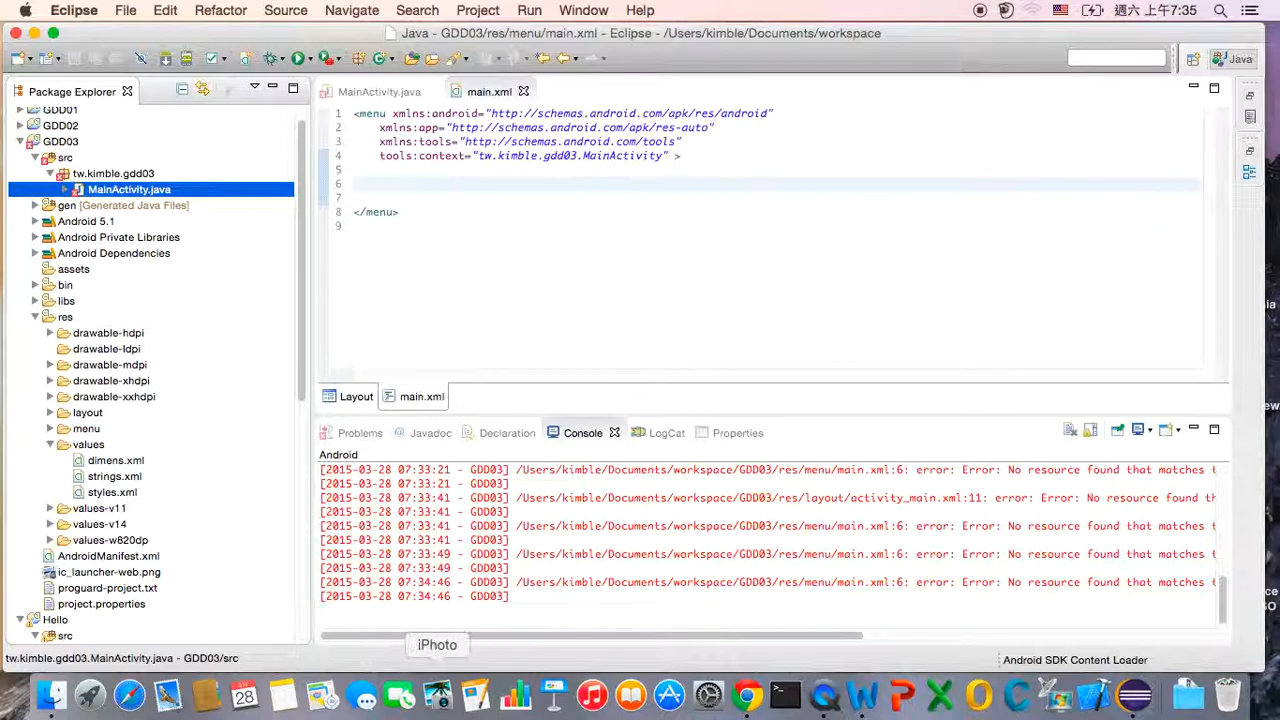 Eclipse File Edit Refactor Source Navigate Search Project Run Window Help 週六 上午7:35
Java - GDD03/res/menu/main.xml - Eclipse - /Users/kimble/Documents/workspace
Java
Package Explorer
GDD01
GDD02
GDD03
src
tw.kimble.gdd03
MainActivity.java
gen [Generated Java Files]
Android 5.1
Android Private Libraries
Android Dependencies
assets
bin
libs
res
drawable-hdpi
drawable-ldpi
drawable-mdpi
drawable-xhdpi
drawable-xxhdpi
layout
menu
values
dimens.xml
strings.xml
styles.xml
values-v11
values-v14
values-w820dp
AndroidManifest.xml
ic_launcher-web.png
proguard-project.txt
project.properties
Hello
src
MainActivity.java main.xml
1 <menu xmlns:android="http://schemas.android.com/apk/res/android"
2 xmlns:app="http://schemas.android.com/apk/res-auto"
3 xmlns:tools="http://schemas.android.com/tools"
4 tools:context="tw.kimble.gdd03.MainActivity" >
5
6
7
8 </menu>
9
Layout main.xml
Problems Javadoc Declaration Console LogCat Properties
Android
[2015-03-28 07:33:21 - GDD03] /Users/kimble/Documents/workspace/GDD03/res/menu/main.xml:6: error: Error: No resource found that matches t
[2015-03-28 07:33:21 - GDD03]
[2015-03-28 07:33:41 - GDD03] /Users/kimble/Documents/workspace/GDD03/res/layout/activity_main.xml:11: error: Error: No resource found th
[2015-03-28 07:33:41 - GDD03]
[2015-03-28 07:33:41 - GDD03] /Users/kimble/Documents/workspace/GDD03/res/menu/main.xml:6: error: Error: No resource found that matches t
[2015-03-28 07:33:41 - GDD03]
[2015-03-28 07:33:49 - GDD03] /Users/kimble/Documents/workspace/GDD03/res/menu/main.xml:6: error: Error: No resource found that matches t
[2015-03-28 07:33:49 - GDD03]
[2015-03-28 07:34:46 - GDD03] /Users/kimble/Documents/workspace/GDD03/res/menu/main.xml:6: error: Error: No resource found that matches t
[2015-03-28 07:34:46 - GDD03]
iPhoto
tw.kimble.gdd03.MainActivity.java - GDD03/src
Android SDK Content Loader
28